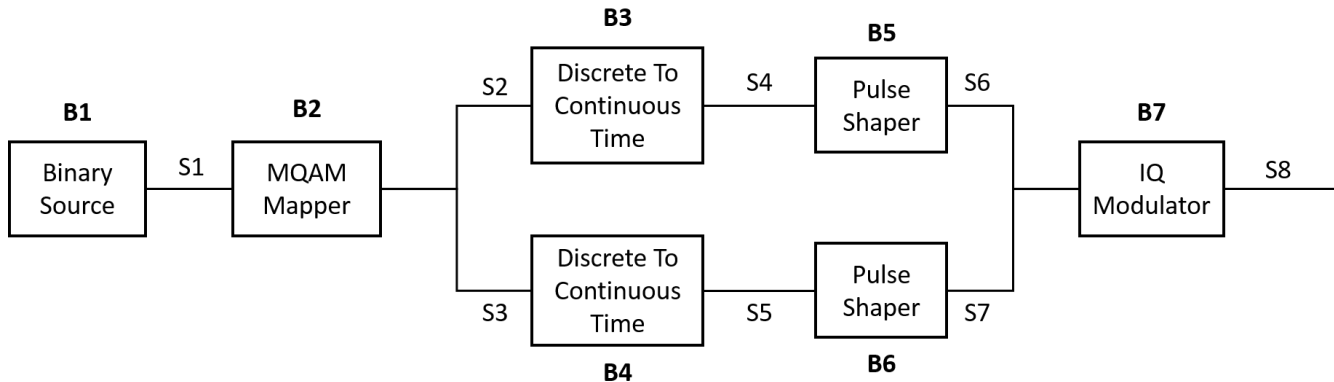 B1
Binary
Source
S1
B2
MQAM
Mapper
S2
B3
Discrete To
Continuous
Time
S4
B5
Pulse
Shaper
S6
S3
Discrete To
Continuous
Time
B4
S5
Pulse
Shaper
B6
S7
B7
IQ
Modulator
S8